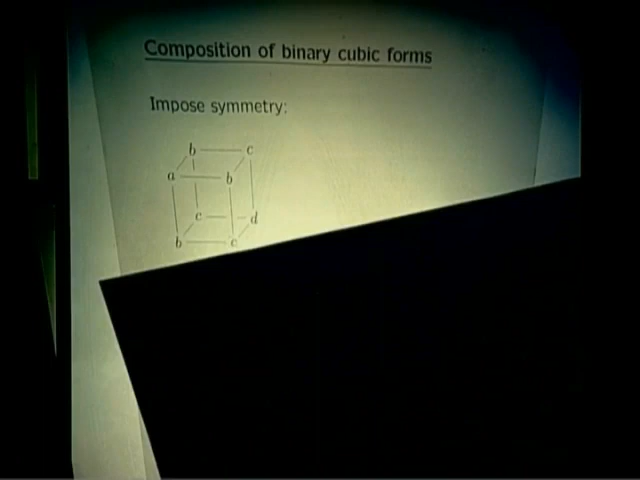 Composition of binary cubic forms
Impose symmetry:
b c
a b
c d
b c